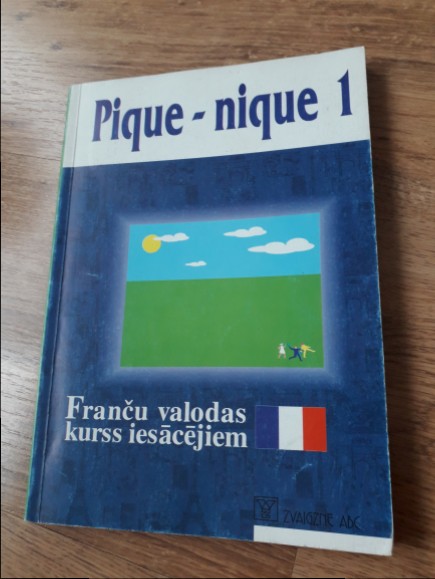 Pique - nique 1
Franču valodas
kurss iesācējiem
ZVAIGZNE ABC